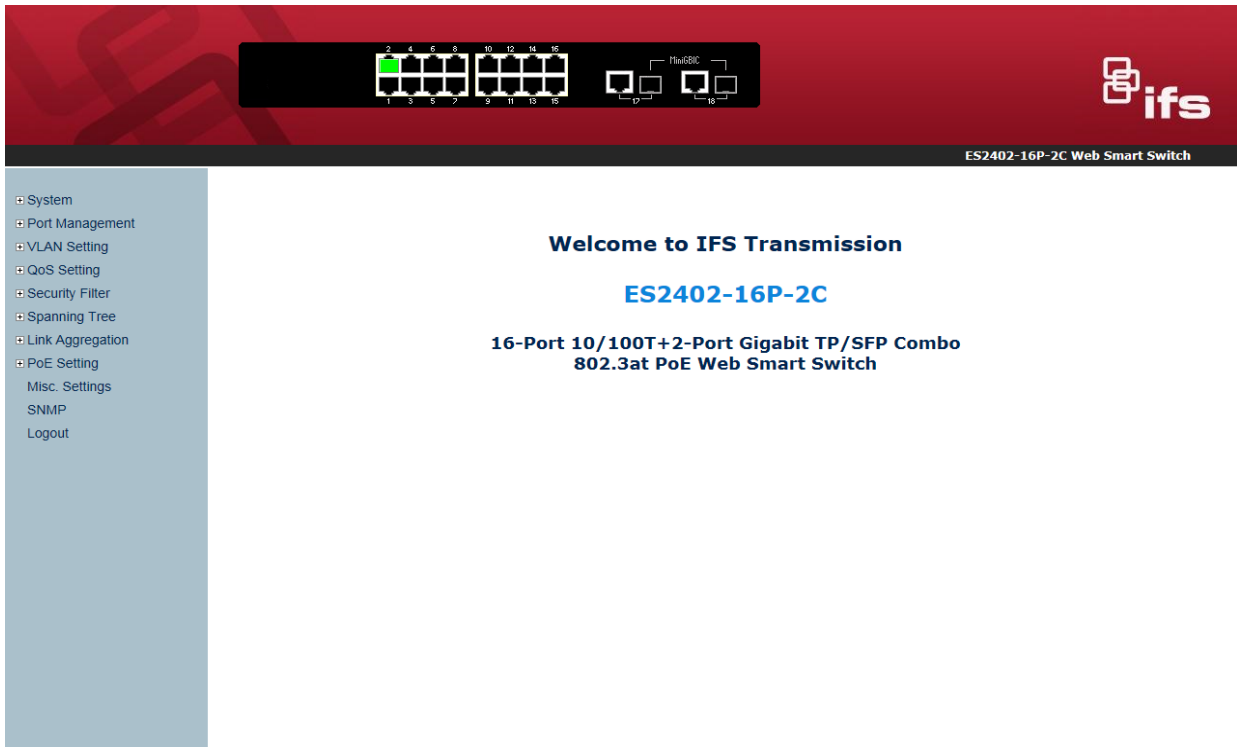 2 4 6 8 10 12 14 16
MiniGBIC
1 3 5 7 9 11 13 15 17 18
ifs
ES2402-16P-2C Web Smart Switch
System
Port Management
VLAN Setting
QoS Setting
Security Filter
Spanning Tree
Link Aggregation
PoE Setting
Misc. Settings
SNMP
Logout
Welcome to IFS Transmission
ES2402-16P-2C
16-Port 10/100T+2-Port Gigabit TP/SFP Combo
802.3at PoE Web Smart Switch